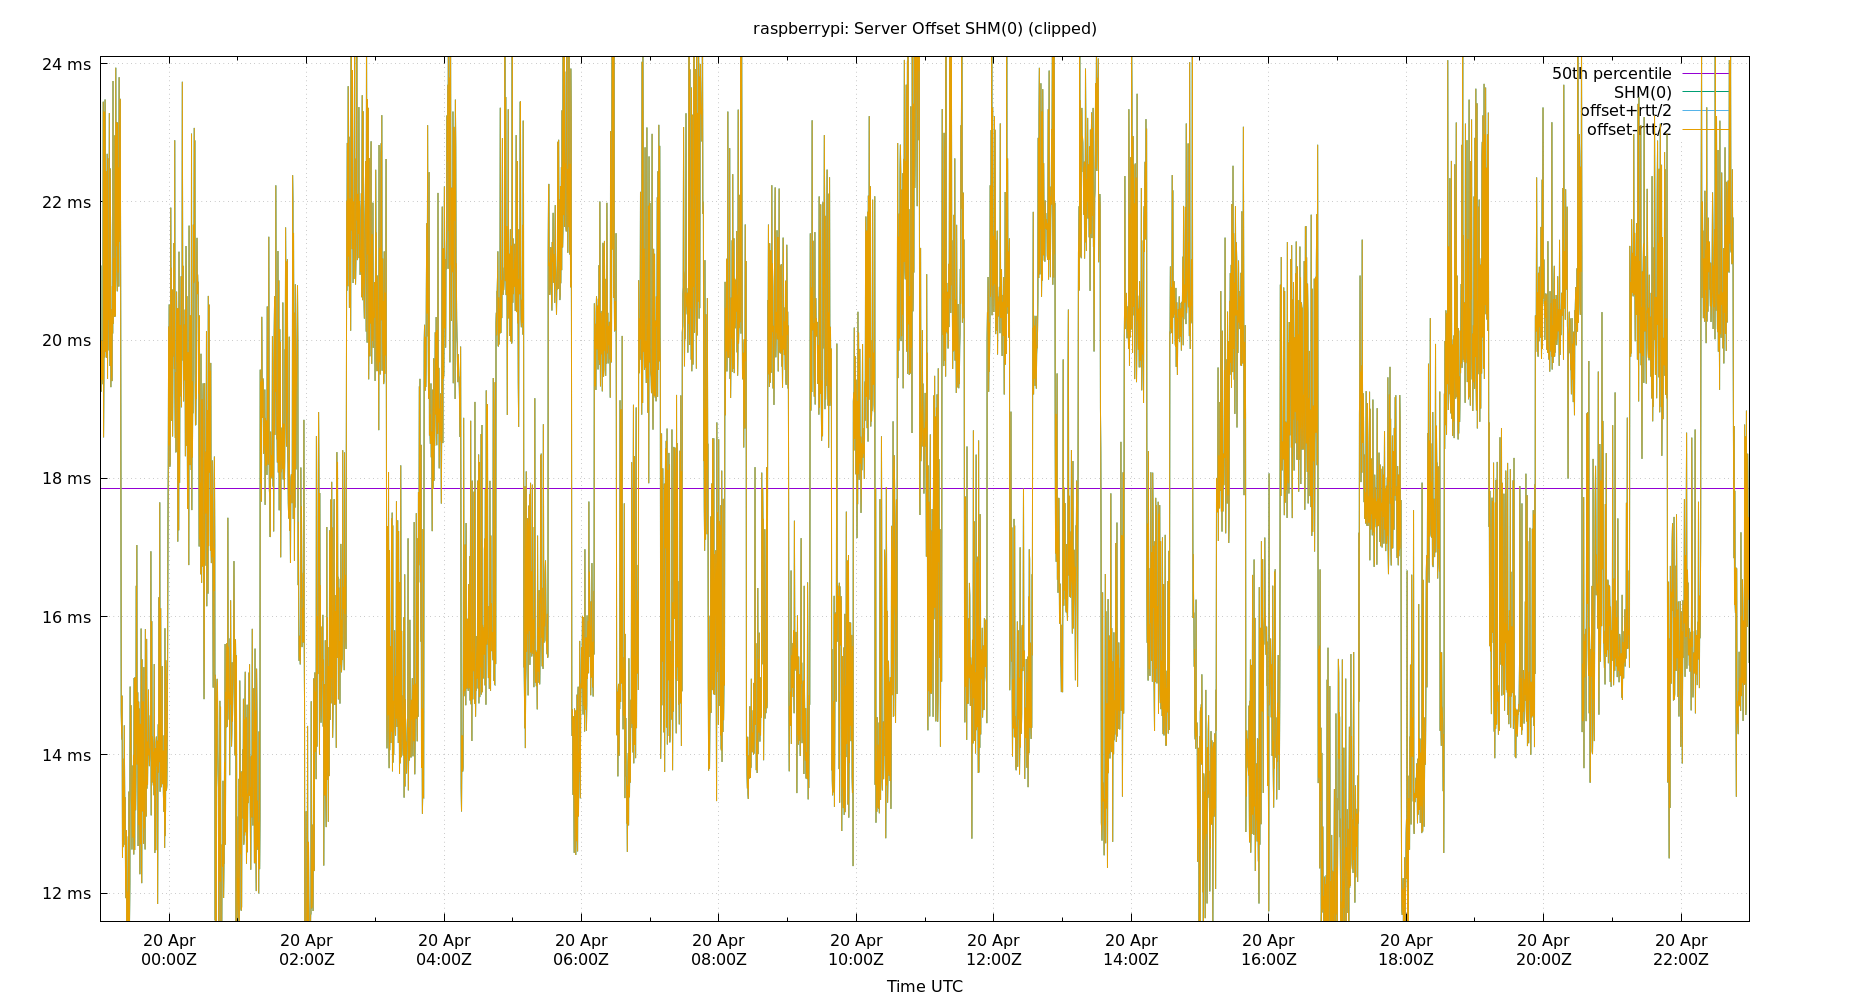 raspberrypi: Server Offset SHM(0) (clipped)
24 ms
22 ms
20 ms
18 ms
16 ms
14 ms
12 ms
50th percentile
SHM(0)
offset+rtt/2
offset-rtt/2
20 Apr 20 Apr 20 Apr 20 Apr 20 Apr 20 Apr 20 Apr 20 Apr 20 Apr 20 Apr 20 Apr 20 Apr
00:00Z 02:00Z 04:00Z 06:00Z 08:00Z 10:00Z 12:00Z 14:00Z 16:00Z 18:00Z 20:00Z 22:00Z
Time UTC